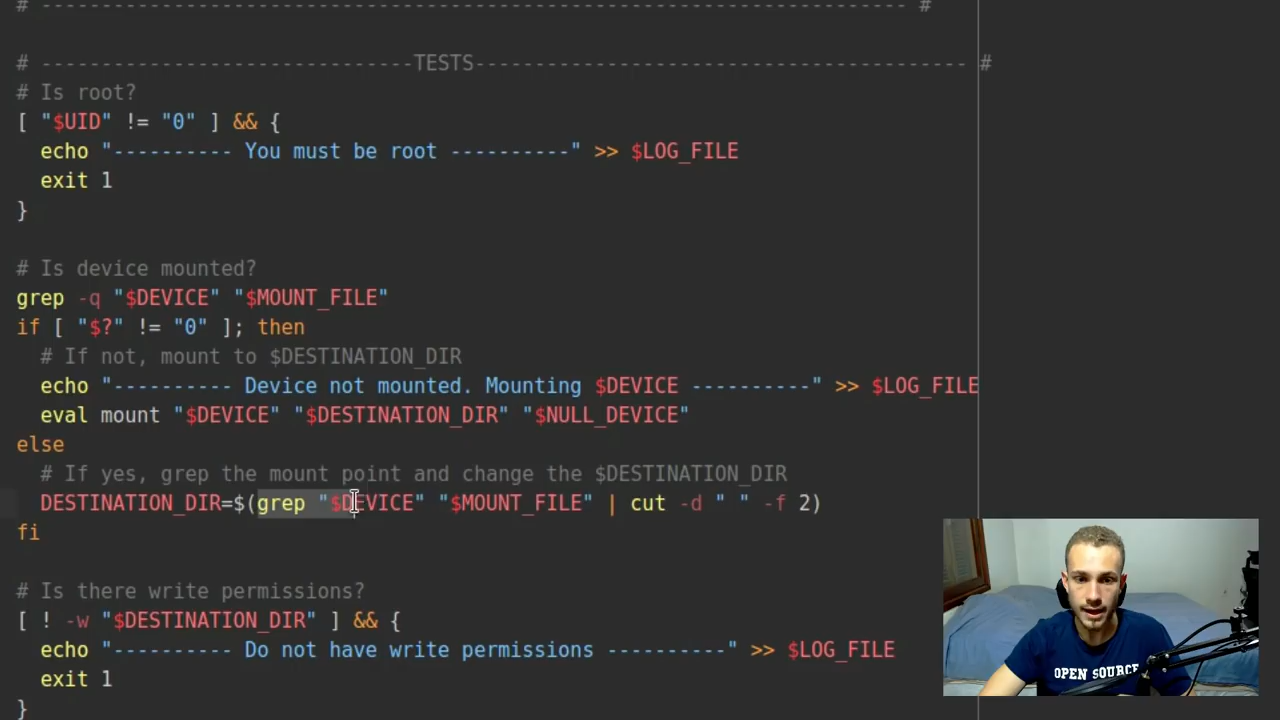 # ------------------------------------------------------------------------ #
# -------------------------------TESTS----------------------------------------- #
# Is root?
[ "$UID" != "0" ] && {
  echo "---------- You must be root ----------" >> $LOG_FILE
  exit 1
}
# Is device mounted?
grep -q "$DEVICE" "$MOUNT_FILE"
if [ "$?" != "0" ]; then
  # If not, mount to $DESTINATION_DIR
  echo "---------- Device not mounted. Mounting $DEVICE ----------" >> $LOG_FILE
  eval mount "$DEVICE" "$DESTINATION_DIR" "$NULL_DEVICE"
else
  # If yes, grep the mount point and change the $DESTINATION_DIR
  DESTINATION_DIR=$(grep "$DEVICE" "$MOUNT_FILE" | cut -d " " -f 2)
fi
# Is there write permissions?
[ ! -w "$DESTINATION_DIR" ] && {
  echo "---------- Do not have write permissions ----------" >> $LOG_FILE
  exit 1
}
OPEN SOURCE